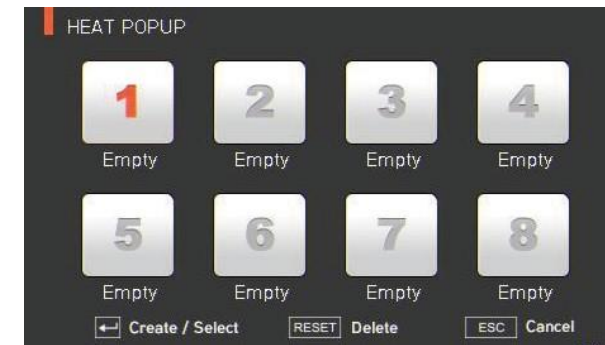 HEAT POPUP
1 2 3 4
Empty Empty Empty Empty
5 6 7 8
Empty Empty Empty Empty
Create / Select RESET Delete ESC Cancel